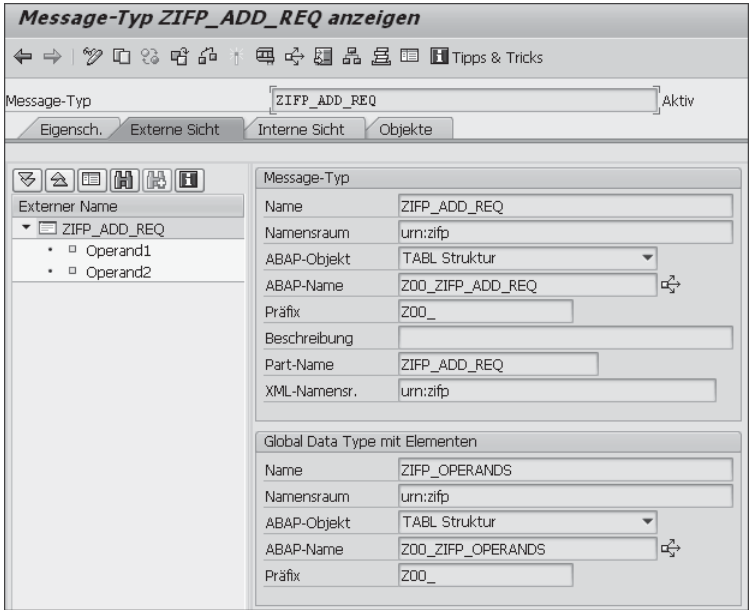 Message-Typ ZIFP_ADD_REQ anzeigen
Tipps & Tricks
Message-Typ ZIFP_ADD_REQ Aktiv
Eigensch. Externe Sicht Interne Sicht Objekte
Externer Name
ZIFP_ADD_REQ
Operand1
Operand2
Message-Typ
Name ZIFP_ADD_REQ
Namensraum urn:zifp
ABAP-Objekt TABL Struktur
ABAP-Name Z00_ZIFP_ADD_REQ
Präfix Z00_
Beschreibung
Part-Name ZIFP_ADD_REQ
XML-Namensr. urn:zifp
Global Data Type mit Elementen
Name ZIFP_OPERANDS
Namensraum urn:zifp
ABAP-Objekt TABL Struktur
ABAP-Name Z00_ZIFP_OPERANDS
Präfix Z00_